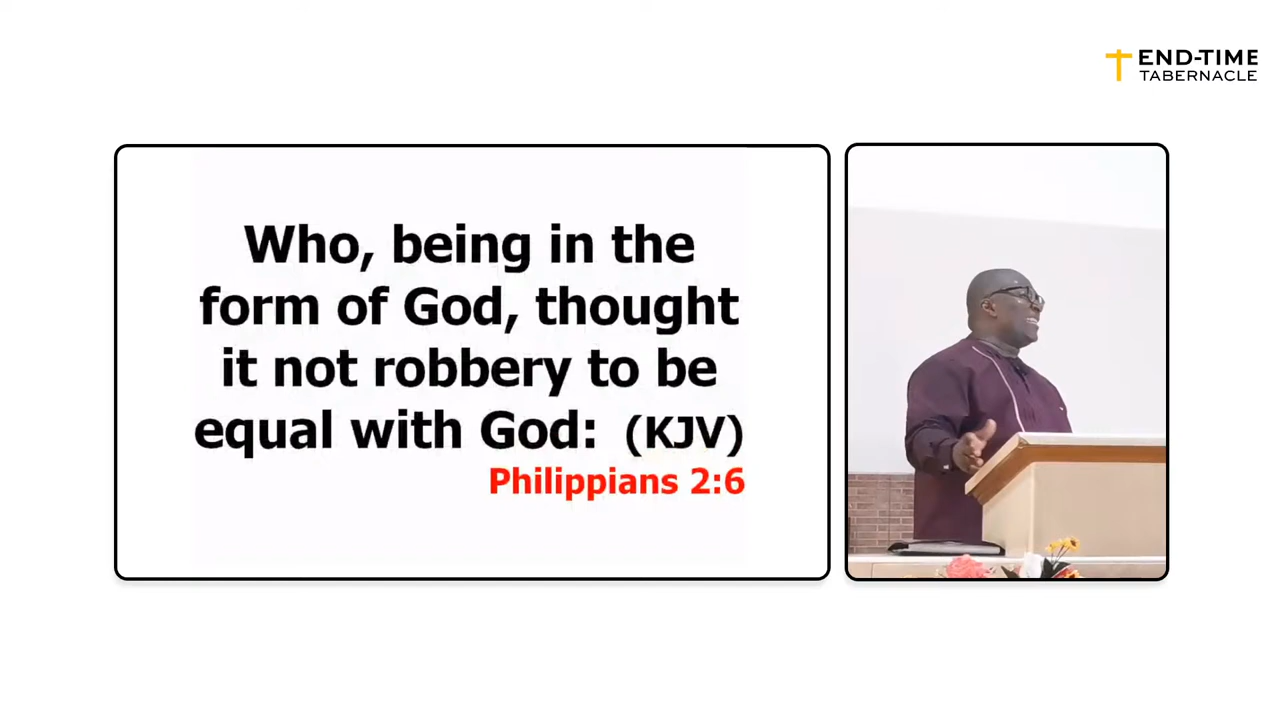 END-TIME
TABERNACLE
Who, being in the
form of God, thought
it not robbery to be
equal with God: (KJV)
Philippians 2:6